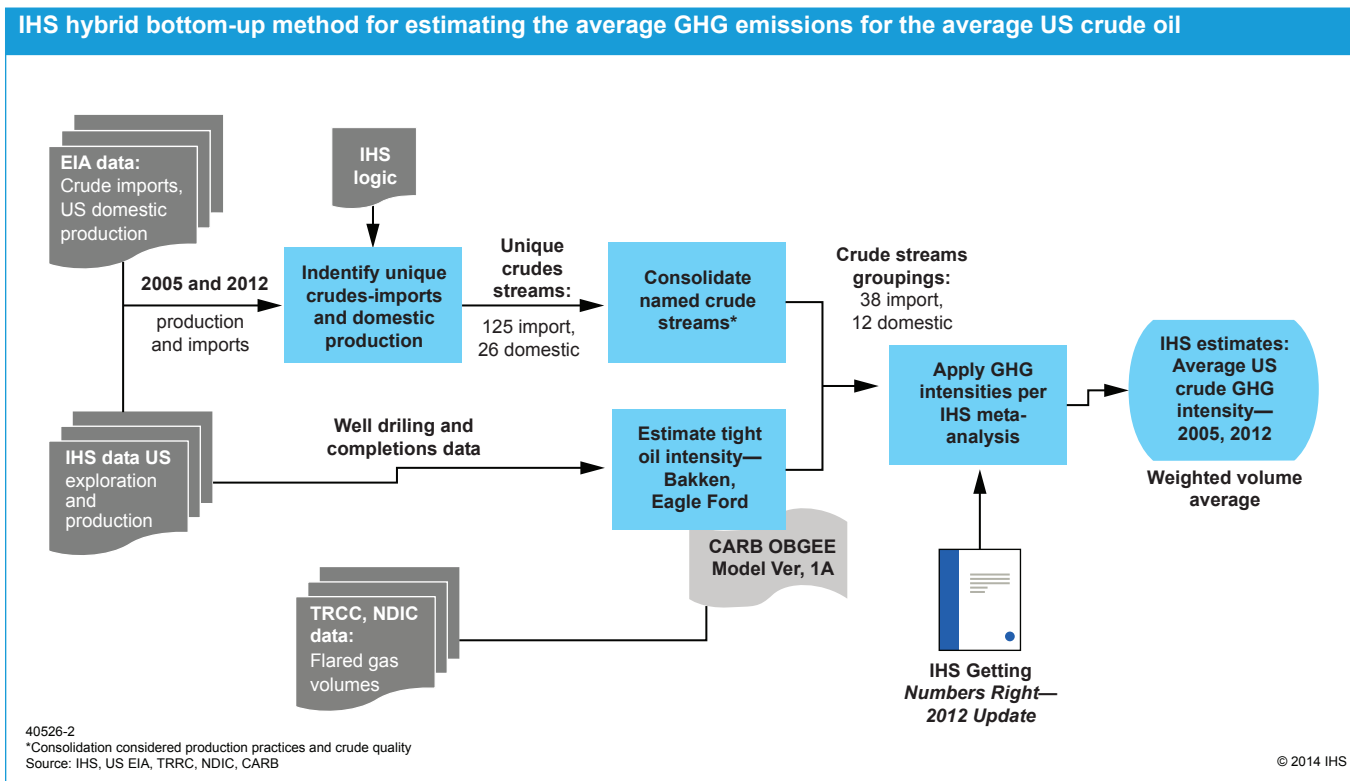 IHS hybrid bottom-up method for estimating the average GHG emissions for the average US crude oil
EIA data:
Crude imports,
US domestic
production
IHS
logic
2005 and 2012
production
and imports
Indentify unique
crudes-imports
and domestic
production
Unique
crudes
streams:
125 import,
26 domestic
Consolidate
named crude
streams*
Crude streams
groupings:
38 import,
12 domestic
Apply GHG
intensities per
IHS meta-
analysis
IHS estimates:
Average US
crude GHG
intensity—
2005, 2012
Weighted volume
average
IHS data US
exploration
and
production
Well driling and
completions data
Estimate tight
oil intensity—
Bakken,
Eagle Ford
CARB OBGEE
Model Ver, 1A
TRCC, NDIC
data:
Flared gas
volumes
IHS Getting
Numbers Right—
2012 Update
40526-2
*Consolidation considered production practices and crude quality
Source: IHS, US EIA, TRRC, NDIC, CARB
© 2014 IHS